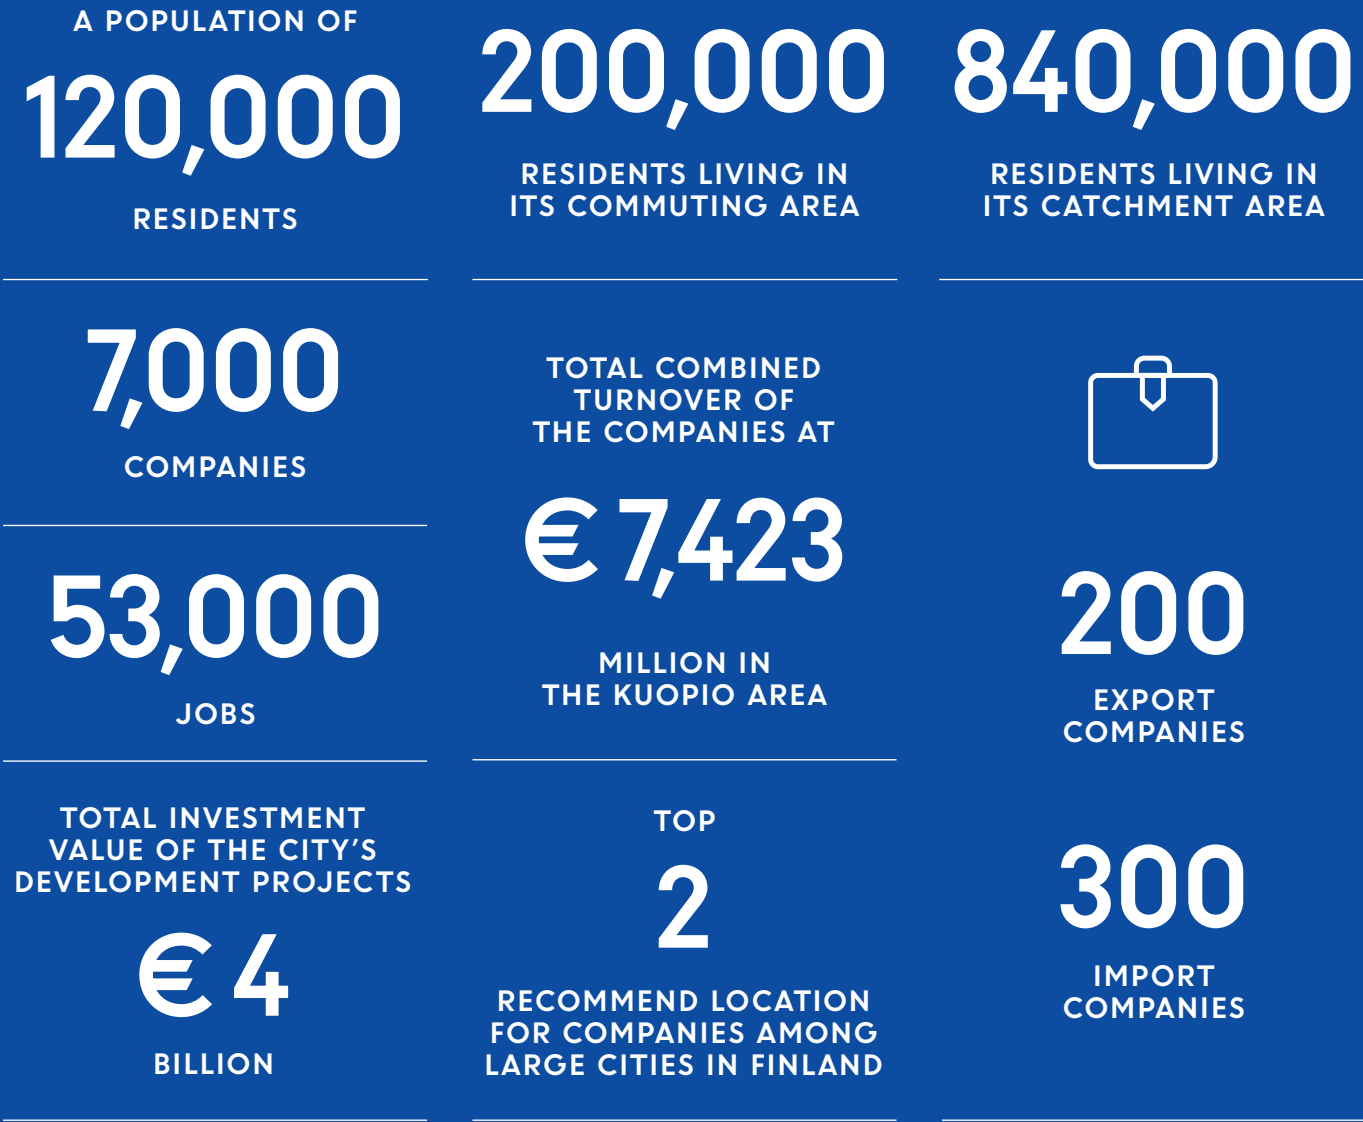 A POPULATION OF
120,000
RESIDENTS
200,000
RESIDENTS LIVING IN
ITS COMMUTING AREA
840,000
RESIDENTS LIVING IN
ITS CATCHMENT AREA
7,000
COMPANIES
53,000
JOBS
TOTAL INVESTMENT
VALUE OF THE CITY'S
DEVELOPMENT PROJECTS
€ 4
BILLION
TOTAL COMBINED
TURNOVER OF
THE COMPANIES AT
€ 7,423
MILLION IN
THE KUOPIO AREA
TOP
2
RECOMMEND LOCATION
FOR COMPANIES AMONG
LARGE CITIES IN FINLAND
200
EXPORT
COMPANIES
300
IMPORT
COMPANIES